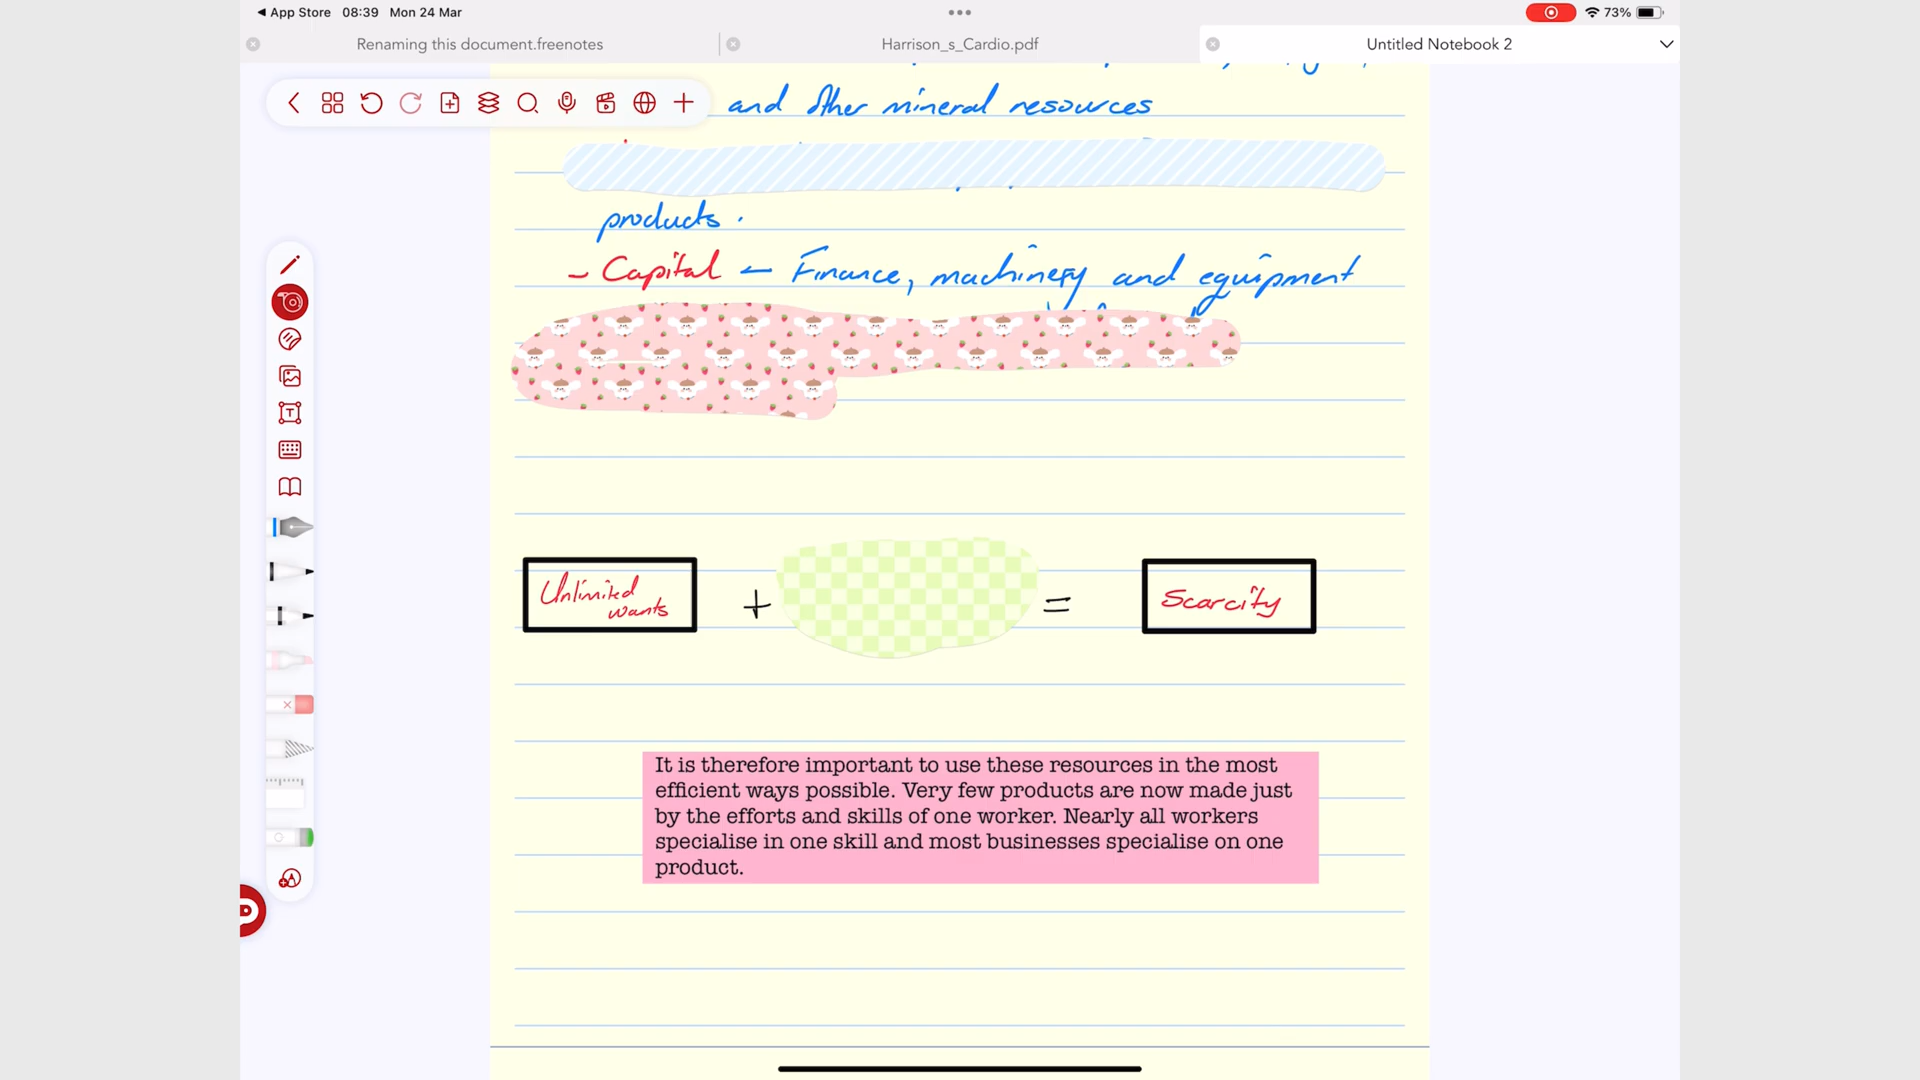 App Store 08:39 Mon 24 Mar
73%
Renaming this document.freenotes
Harrison_s_Cardio.pdf
Untitled Notebook 2
and other mineral resources
products.
- Capital - Finance, machinery and equipment
Unlimited
wants
+
=
Scarcity
It is therefore important to use these resources in the most
efficient ways possible. Very few products are now made just
by the efforts and skills of one worker. Nearly all workers
specialise in one skill and most businesses specialise on one
product.